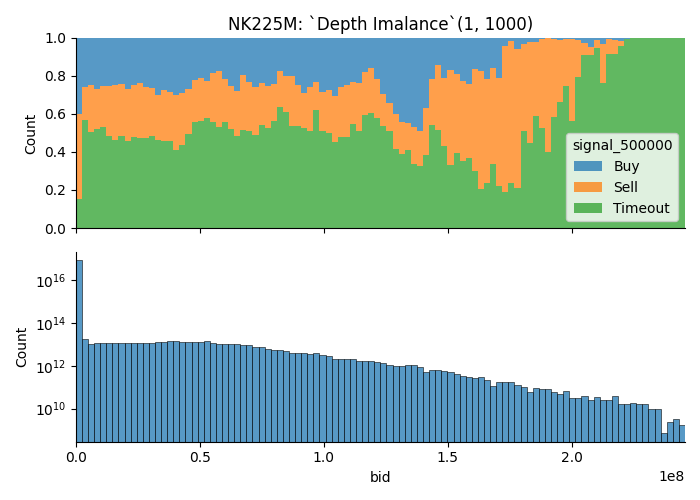 NK225M: `Depth Imalance`(1, 1000)
Count
1.0
0.8
0.6
0.4
0.2
0.0
signal_500000
Buy
Sell
Timeout
Count
10^16
10^14
10^12
10^10
0.0
0.5
1.0
1.5
2.0
1e8
bid